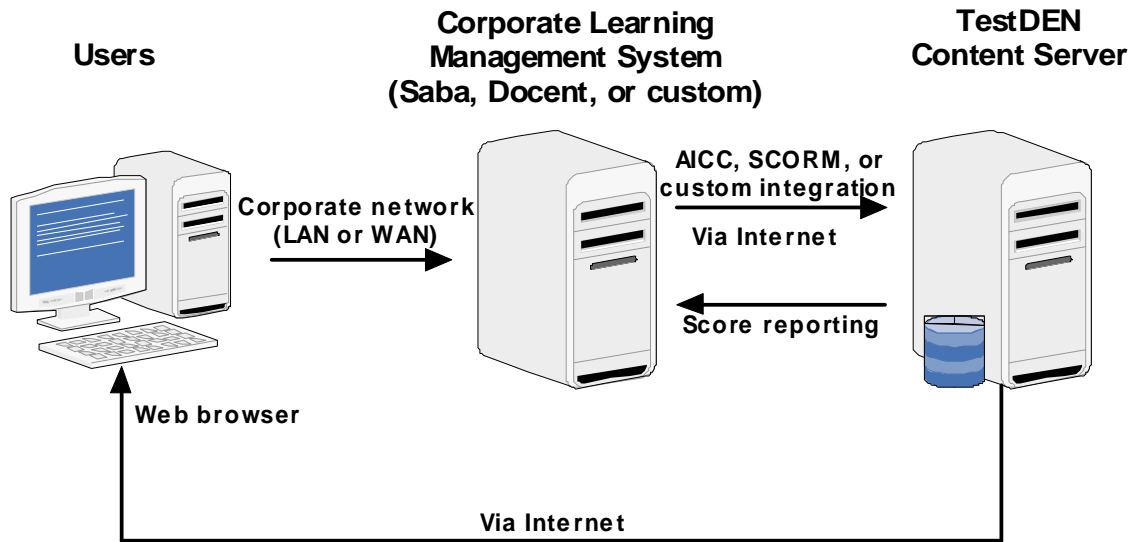 Users
Corporate Learning
Management System
(Saba, Docent, or custom)
TestDEN
Content Server
Corporate network
(LAN or WAN)
AICC, SCORM, or
custom integration
Via Internet
Score reporting
Web browser
Via Internet